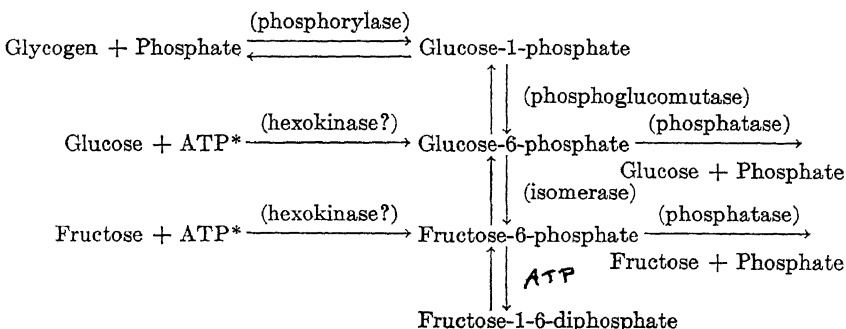 (phosphorylase)
Glycogen + Phosphate Glucose-1-phosphate
(phosphoglucomutase)
(hexokinase?) (phosphatase)
Glucose + ATP* Glucose-6-phosphate
Glucose + Phosphate
(isomerase)
(hexokinase?) (phosphatase)
Fructose + ATP* Fructose-6-phosphate
Fructose + Phosphate
ATP
Fructose-1-6-diphosphate